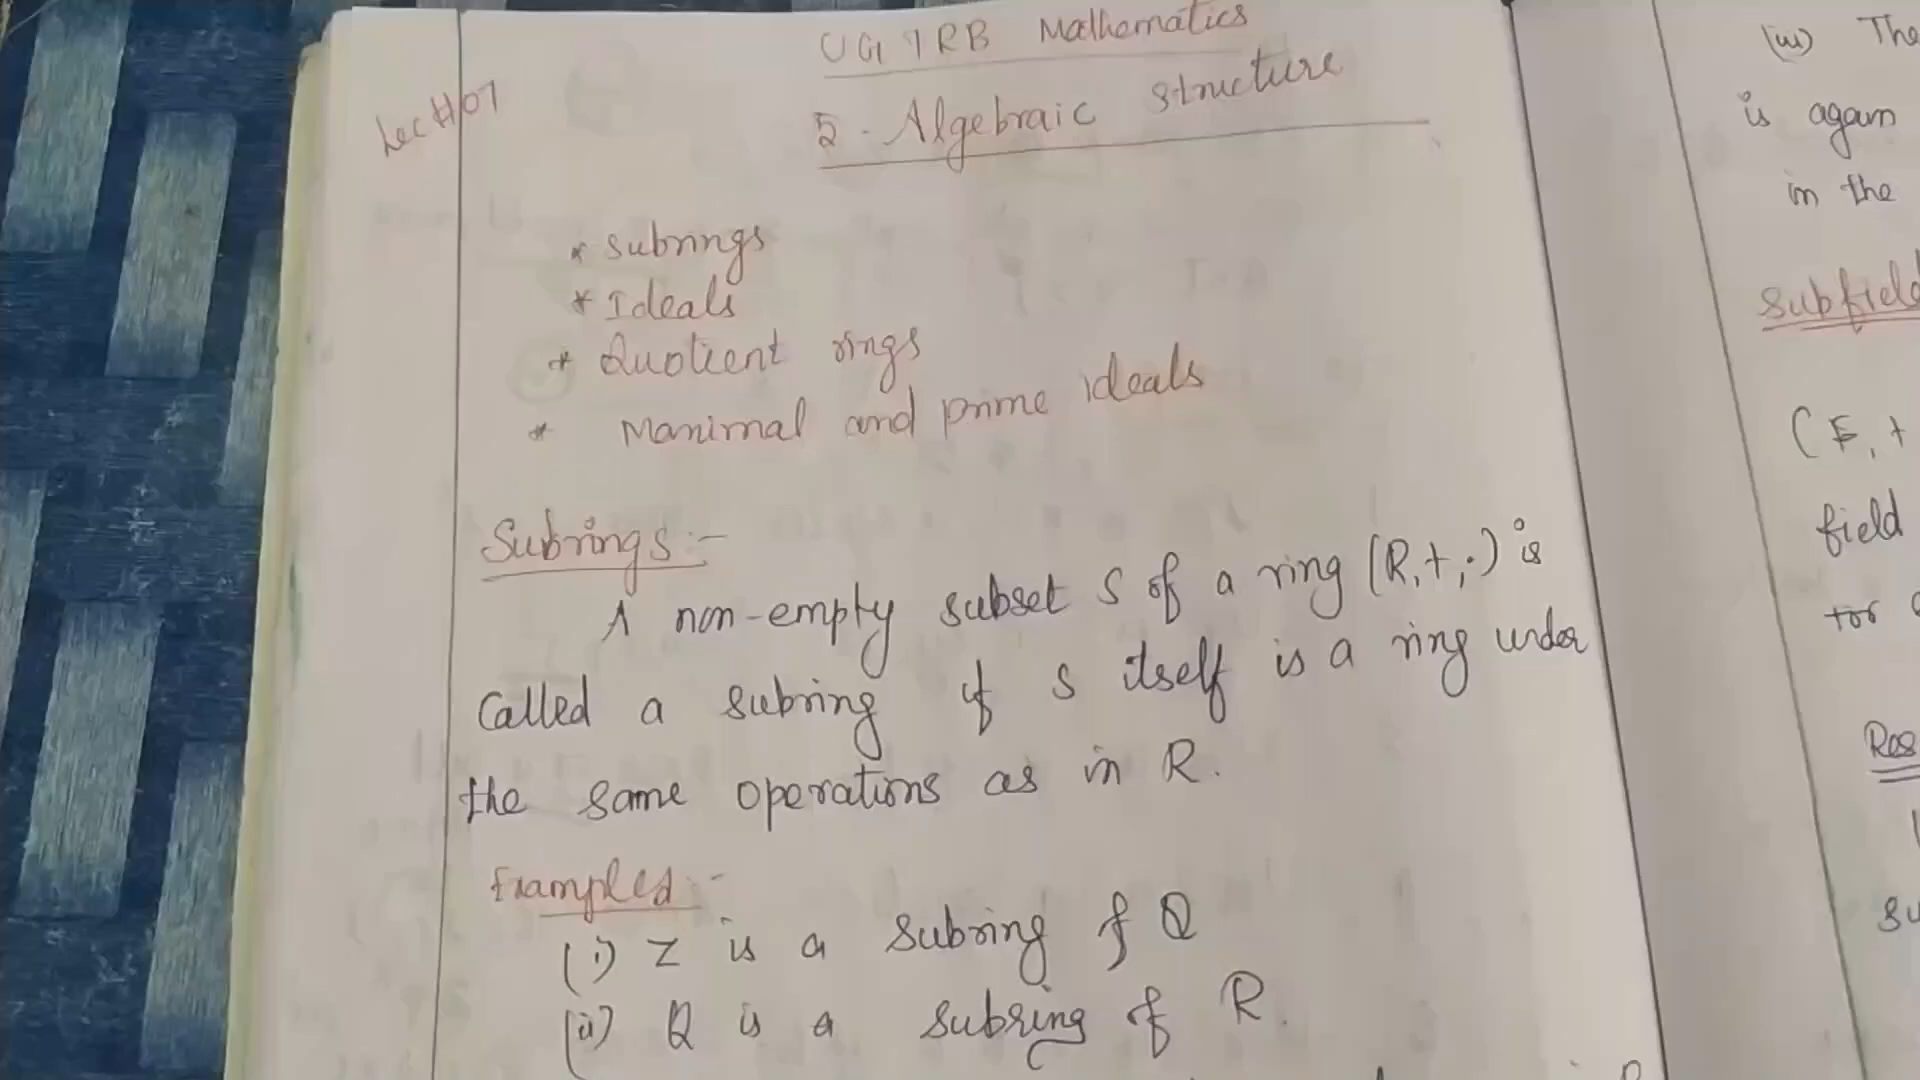 UG TRB Mathematics
Lec #07
5. Algebraic structure
* subrings
* Ideals
* Quotient rings
* Maximal and prime ideals
Subrings :-
A non-empty subset S of a ring (R, +, ·) is
called a subring if S itself is a ring under
the same operations as in R.
Examples :-
(i) Z is a subring of Q
(ii) Q is a subring of R.
(iii) The
is again
in the
subfield
(F, +
field
for